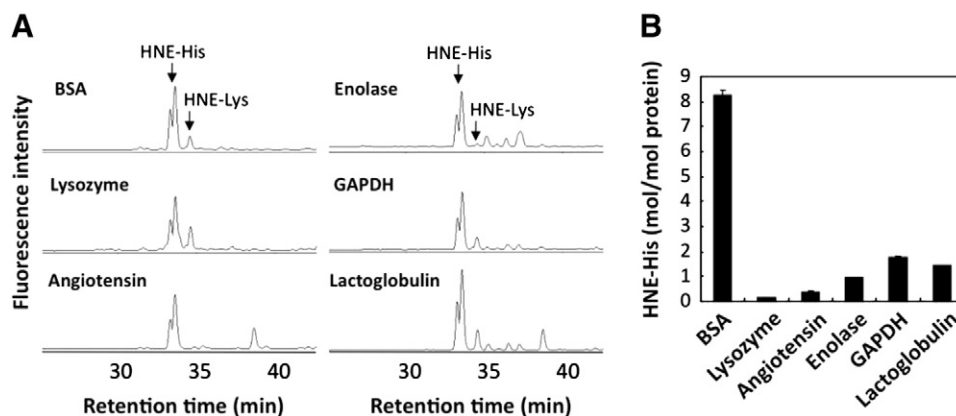 A
Fluorescence intensity
BSA
HNE-His
HNE-Lys
Lysozyme
Angiotensin
30 35 40
Retention time (min)
Enolase
HNE-His
HNE-Lys
GAPDH
Lactoglobulin
30 35 40
Retention time (min)
B
HNE-His (mol/mol protein)
9
8
7
6
5
4
3
2
1
0
BSA
Lysozyme
Angiotensin
Enolase
GAPDH
Lactoglobulin